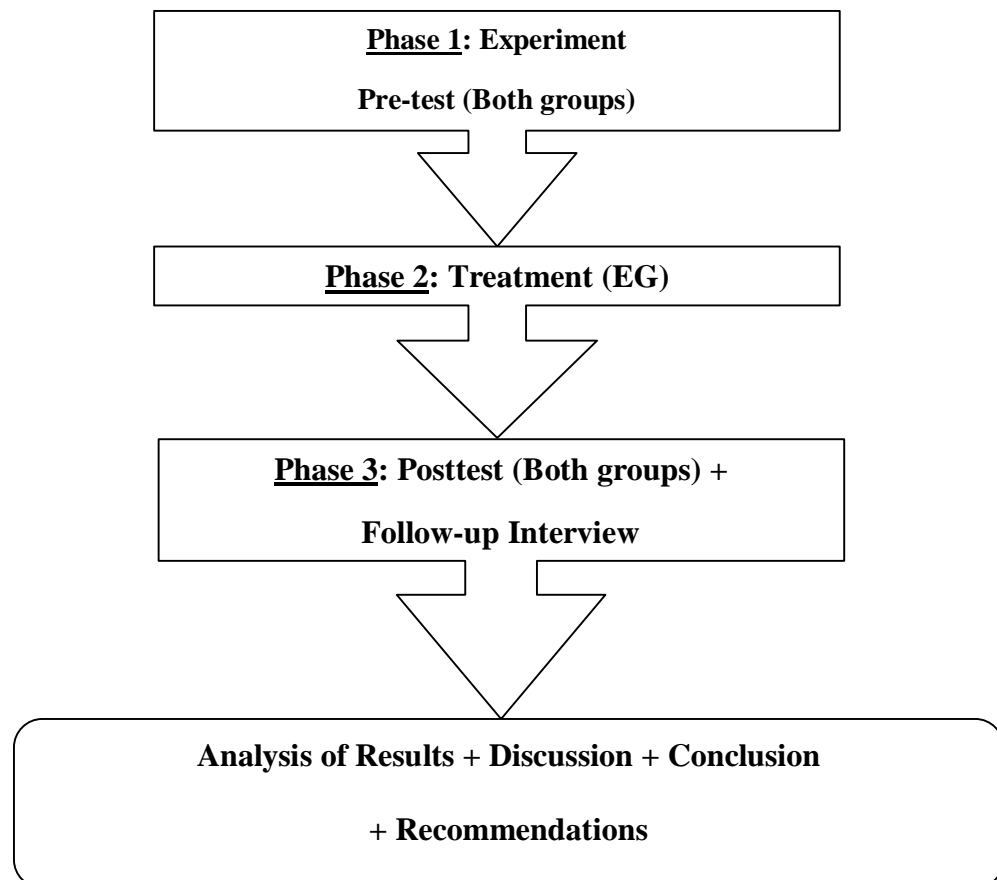 Phase 1: Experiment
Pre-test (Both groups)
Phase 2: Treatment (EG)
Phase 3: Posttest (Both groups) +
Follow-up Interview
Analysis of Results + Discussion + Conclusion
+ Recommendations